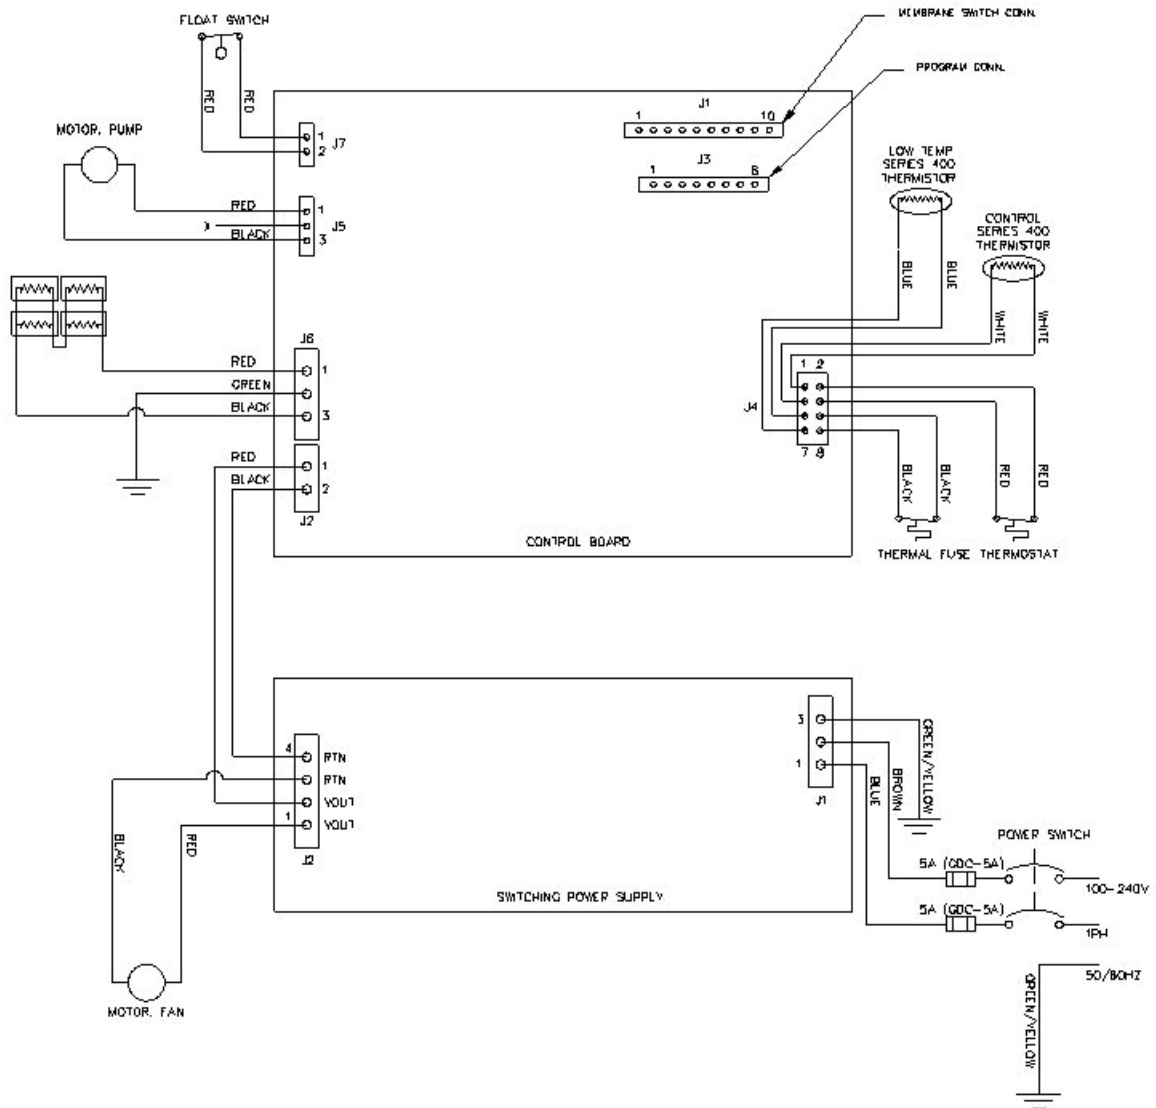 FLOAT SWITCH
MEMBRANE SWITCH CONN.
PROGRAM CONN.
RED
RED
J1
1 10
J3
1 8
MOTOR, PUMP
1
2
J7
RED
BLACK
1
3
J5
LOW TEMP
SERIES 400
THERMISTOR
CONTROL
SERIES 400
THERMISTOR
BLUE
BLUE
WHITE
WHITE
J6
RED
GREEN
BLACK
1
3
1 2
J4
7 8
RED
BLACK
1
2
J2
BLACK
BLACK
RED
RED
THERMAL FUSE
THERMOSTAT
CONTROL BOARD
4
RTN
RTN
VOUT
1
VOUT
J2
3
1
J1
GREEN/YELLOW
BROWN
BLUE
BLACK
RED
SWITCHING POWER SUPPLY
POWER SWITCH
5A (GDC-5A)
100-240V
5A (GDC-5A)
1PH
50/60HZ
GREEN/YELLOW
MOTOR, FAN